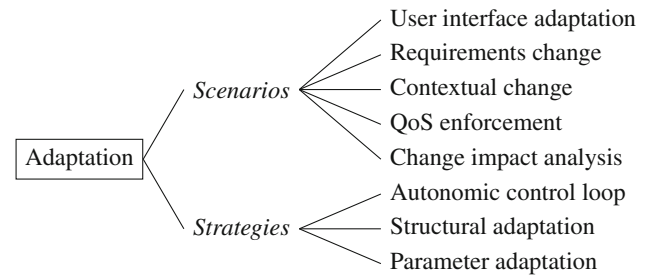 Adaptation
Scenarios
User interface adaptation
Requirements change
Contextual change
QoS enforcement
Change impact analysis
Strategies
Autonomic control loop
Structural adaptation
Parameter adaptation